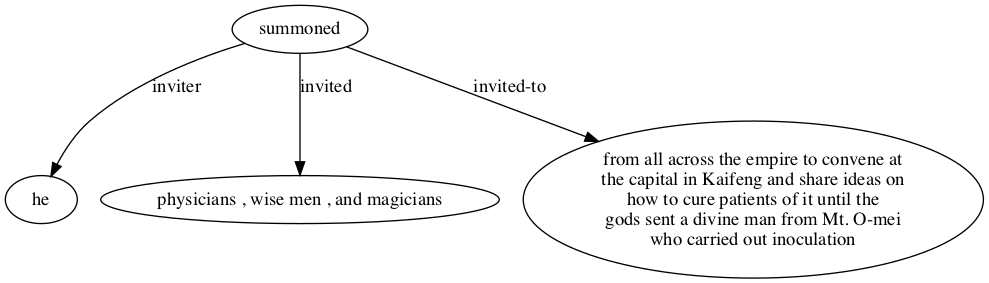 summoned
inviter
invited
invited-to
he
physicians , wise men , and magicians
from all across the empire to convene at
the capital in Kaifeng and share ideas on
how to cure patients of it until the
gods sent a divine man from Mt. O-mei
who carried out inoculation